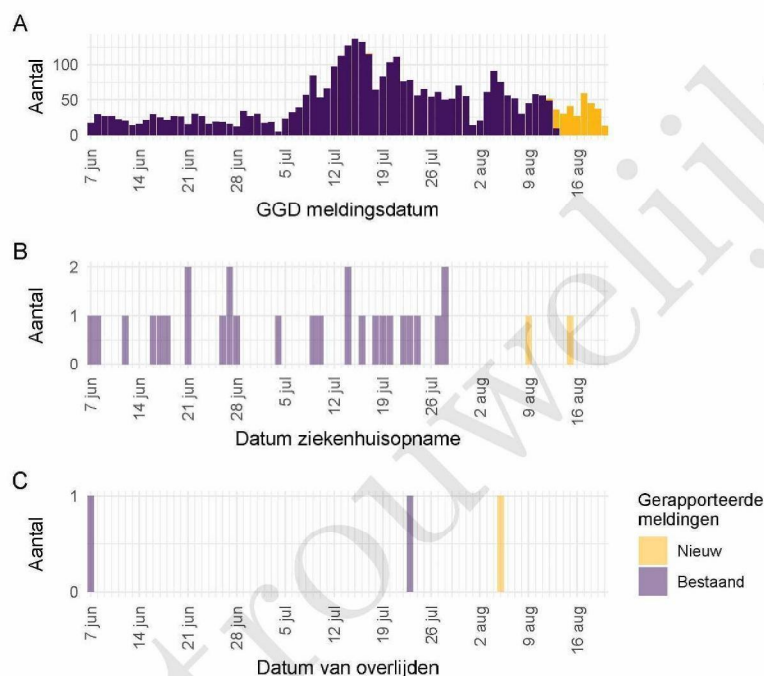 A
Aantal
100
50
0
7 jun
14 jun
21 jun
28 jun
5 jul
12 jul
19 jul
26 jul
2 aug
9 aug
16 aug
GGD meldingsdatum
B
Aantal
2
1
0
7 jun
14 jun
21 jun
28 jun
5 jul
12 jul
19 jul
26 jul
2 aug
9 aug
16 aug
Datum ziekenhuisopname
C
Aantal
1
0
7 jun
14 jun
21 jun
28 jun
5 jul
12 jul
19 jul
26 jul
2 aug
9 aug
16 aug
Datum van overlijden
Gerapporteerde
meldingen
Nieuw
Bestaand
trouwelijk